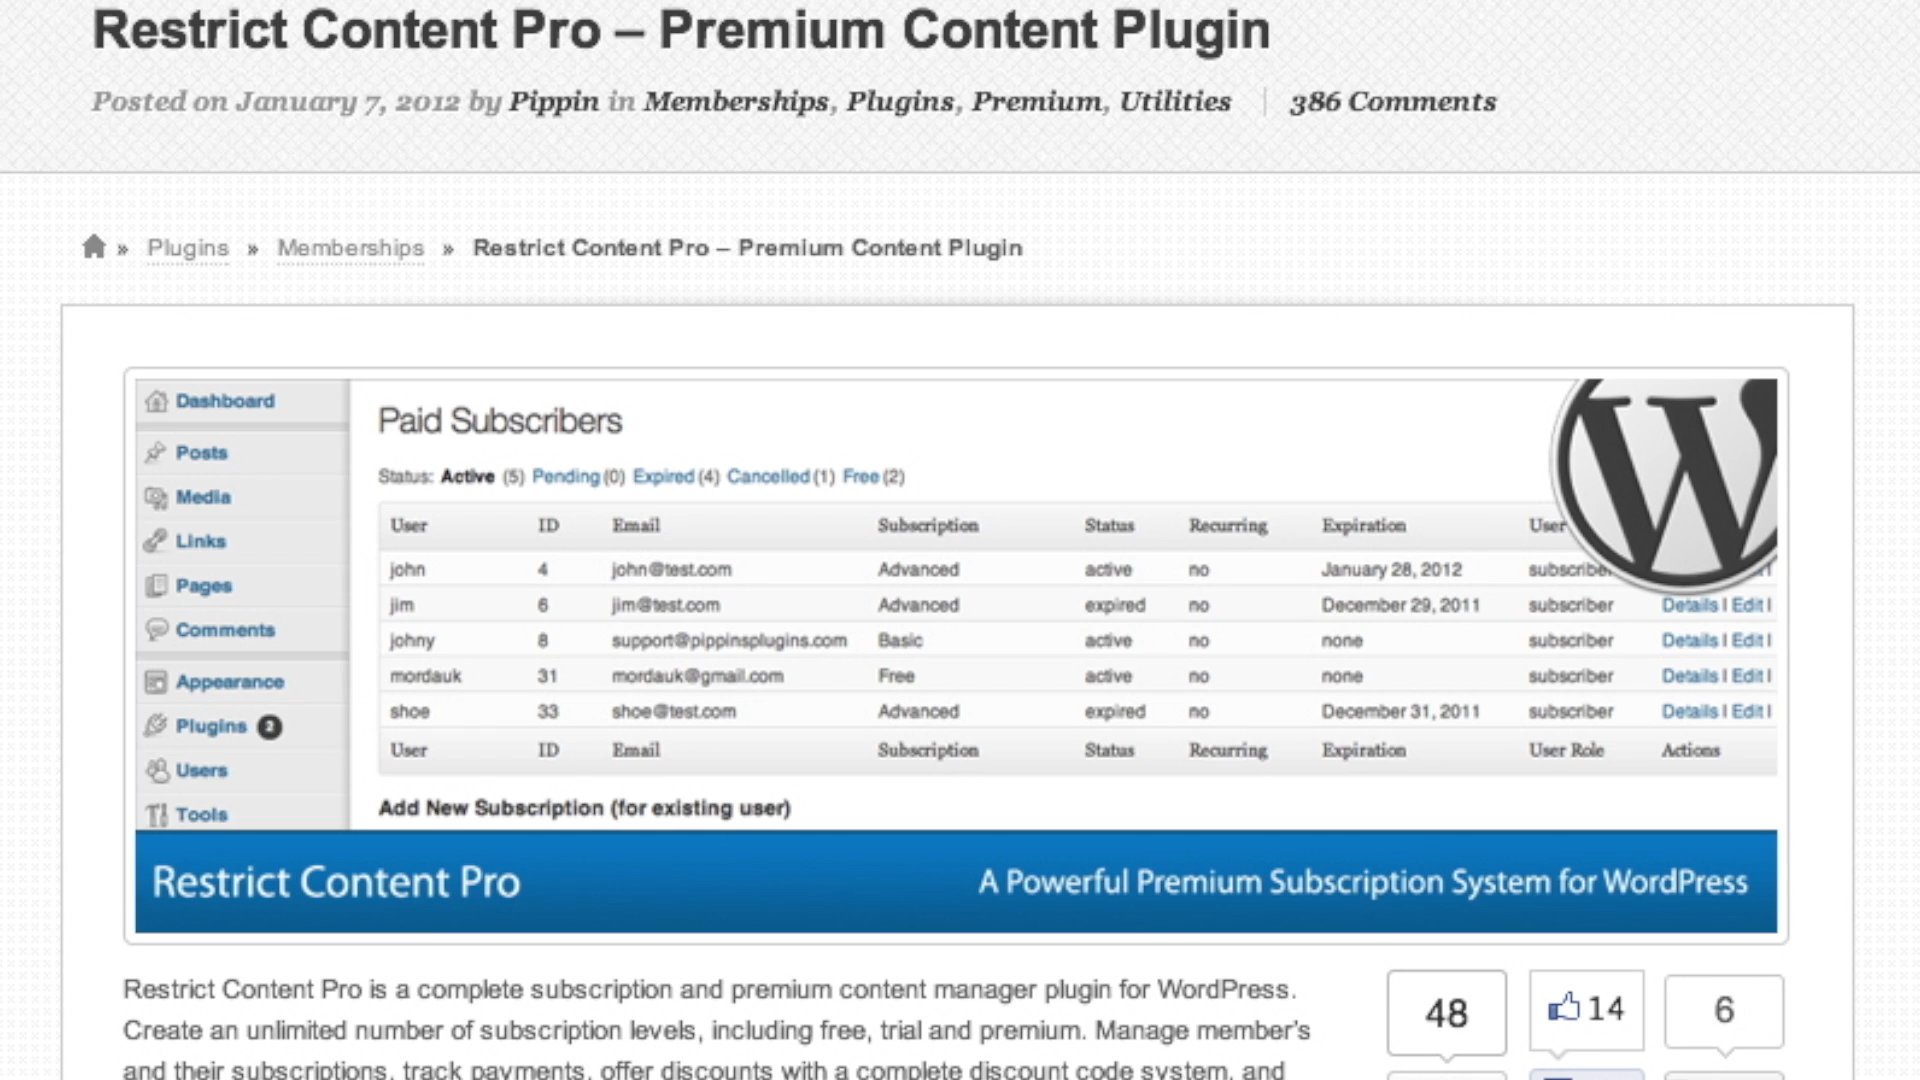 Restrict Content Pro – Premium Content Plugin
Posted on January 7, 2012 by Pippin in Memberships, Plugins, Premium, Utilities | 386 Comments
» Plugins » Memberships » Restrict Content Pro – Premium Content Plugin
Dashboard
Posts
Media
Links
Pages
Comments
Appearance
Plugins 2
Users
Tools
Paid Subscribers
Status: Active (5) Pending (0) Expired (4) Cancelled (1) Free (2)
User ID Email Subscription Status Recurring Expiration User
john 4 john@test.com Advanced active no January 28, 2012
jim 6 jim@test.com Advanced expired no December 29, 2011 subscriber Details | Edit |
johny 8 support@pippinsplugins.com Basic active no none subscriber Details | Edit |
mordauk 31 mordauk@gmail.com Free active no none subscriber Details | Edit |
shoe 33 shoe@test.com Advanced expired no December 31, 2011 subscriber Details | Edit |
User ID Email Subscription Status Recurring Expiration User Role Actions
Add New Subscription (for existing user)
Restrict Content Pro A Powerful Premium Subscription System for WordPress
Restrict Content Pro is a complete subscription and premium content manager plugin for WordPress.
Create an unlimited number of subscription levels, including free, trial and premium. Manage member's
and their subscriptions, track payments, offer discounts with a complete discount code system, and
48 14 6